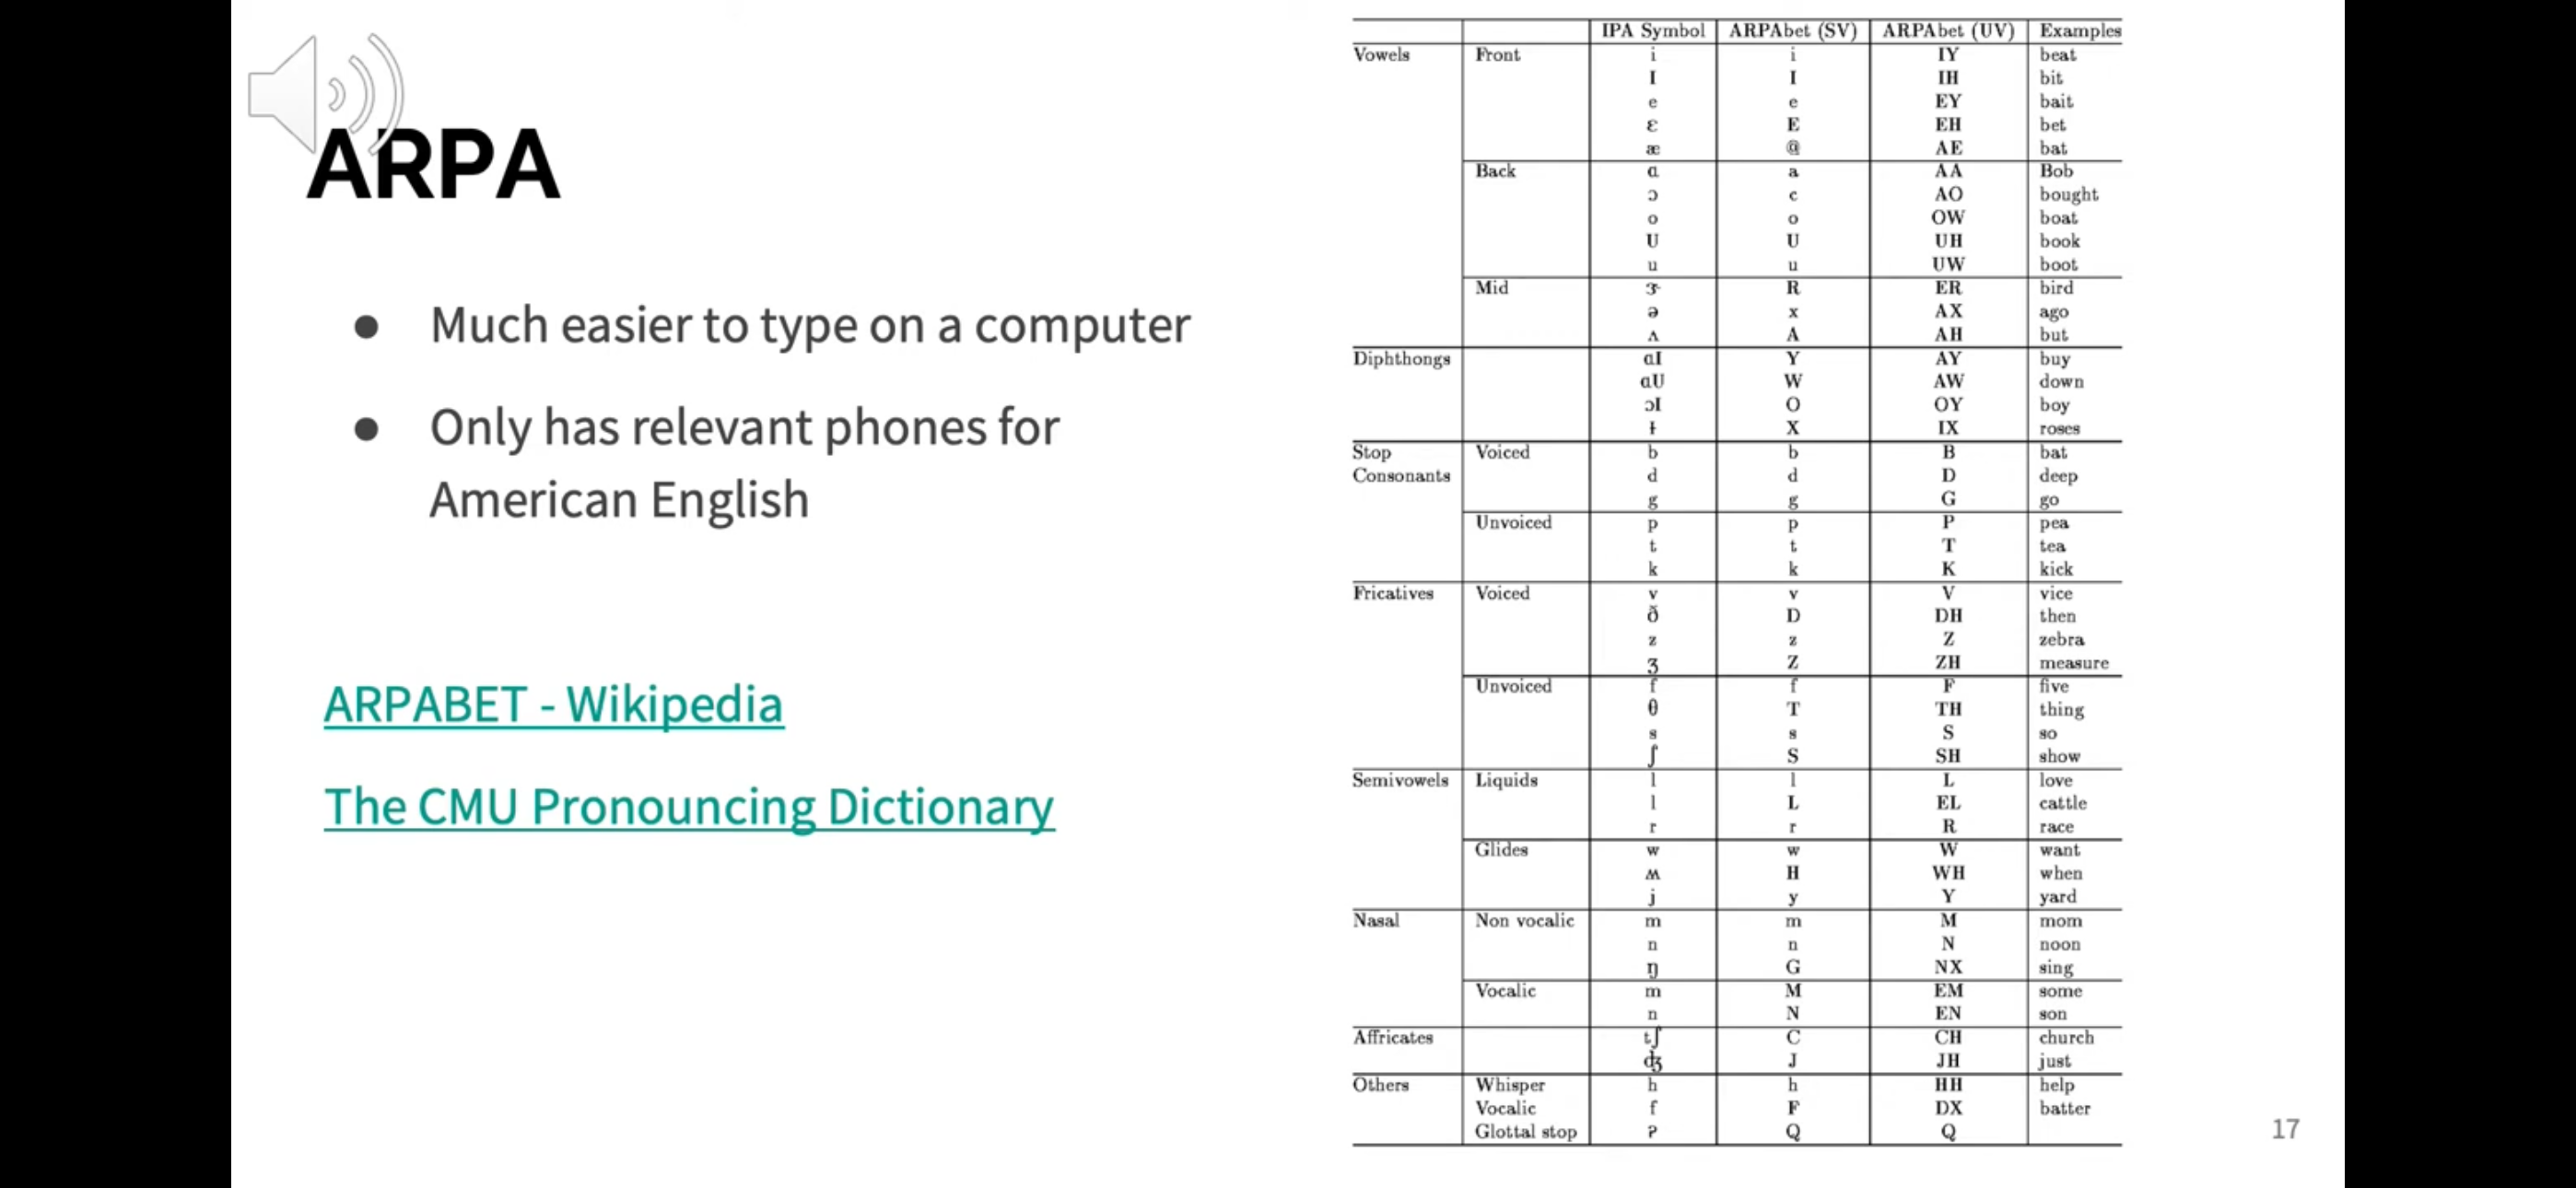 ARPA
● Much easier to type on a computer
● Only has relevant phones for
American English
ARPABET - Wikipedia
The CMU Pronouncing Dictionary
IPA Symbol ARPAbet (SV) ARPAbet (UV) Examples
Vowels Front i i IY beat
I I IH bit
e e EY bait
ɛ E EH bet
æ @ AE bat
Back ɑ a AA Bob
ɔ c AO bought
o o OW boat
U U UH book
u u UW boot
Mid ɝ R ER bird
ə x AX ago
ʌ A AH but
Diphthongs ɑI Y AY buy
ɑU W AW down
ɔI O OY boy
ɨ X IX roses
Stop Voiced b b B bat
Consonants d d D deep
g g G go
Unvoiced p p P pea
t t T tea
k k K kick
Fricatives Voiced v v V vice
ð D DH then
z z Z zebra
ʒ Z ZH measure
Unvoiced f f F five
θ T TH thing
s s S so
ʃ S SH show
Semivowels Liquids l l L love
l L EL cattle
r r R race
Glides w w W want
ʍ H WH when
j y Y yard
Nasal Non vocalic m m M mom
n n N noon
ŋ G NX sing
Vocalic m M EM some
n N EN son
Affricates tʃ C CH church
ʤ J JH just
Others Whisper h h HH help
Vocalic f F DX batter
Glottal stop ʔ Q Q
17